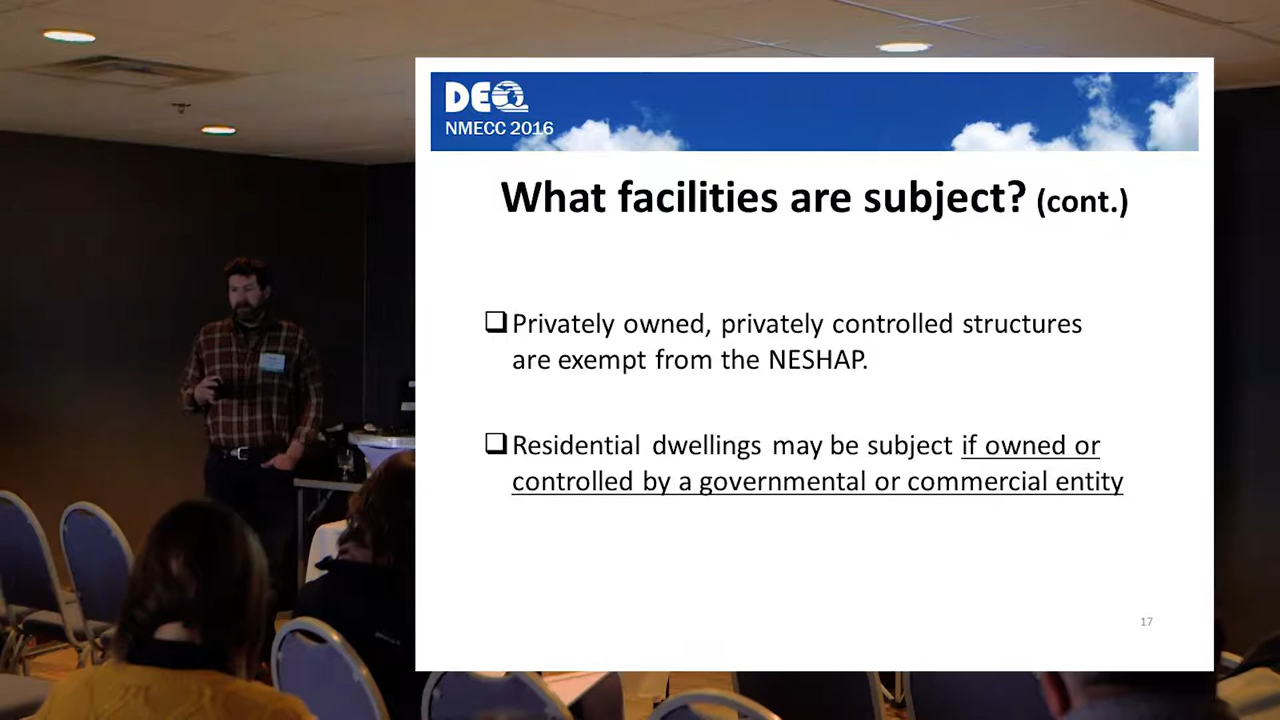 DEQ
NMECC 2016
What facilities are subject? (cont.)
❑Privately owned, privately controlled structures
are exempt from the NESHAP.
❑Residential dwellings may be subject if owned or
controlled by a governmental or commercial entity
17